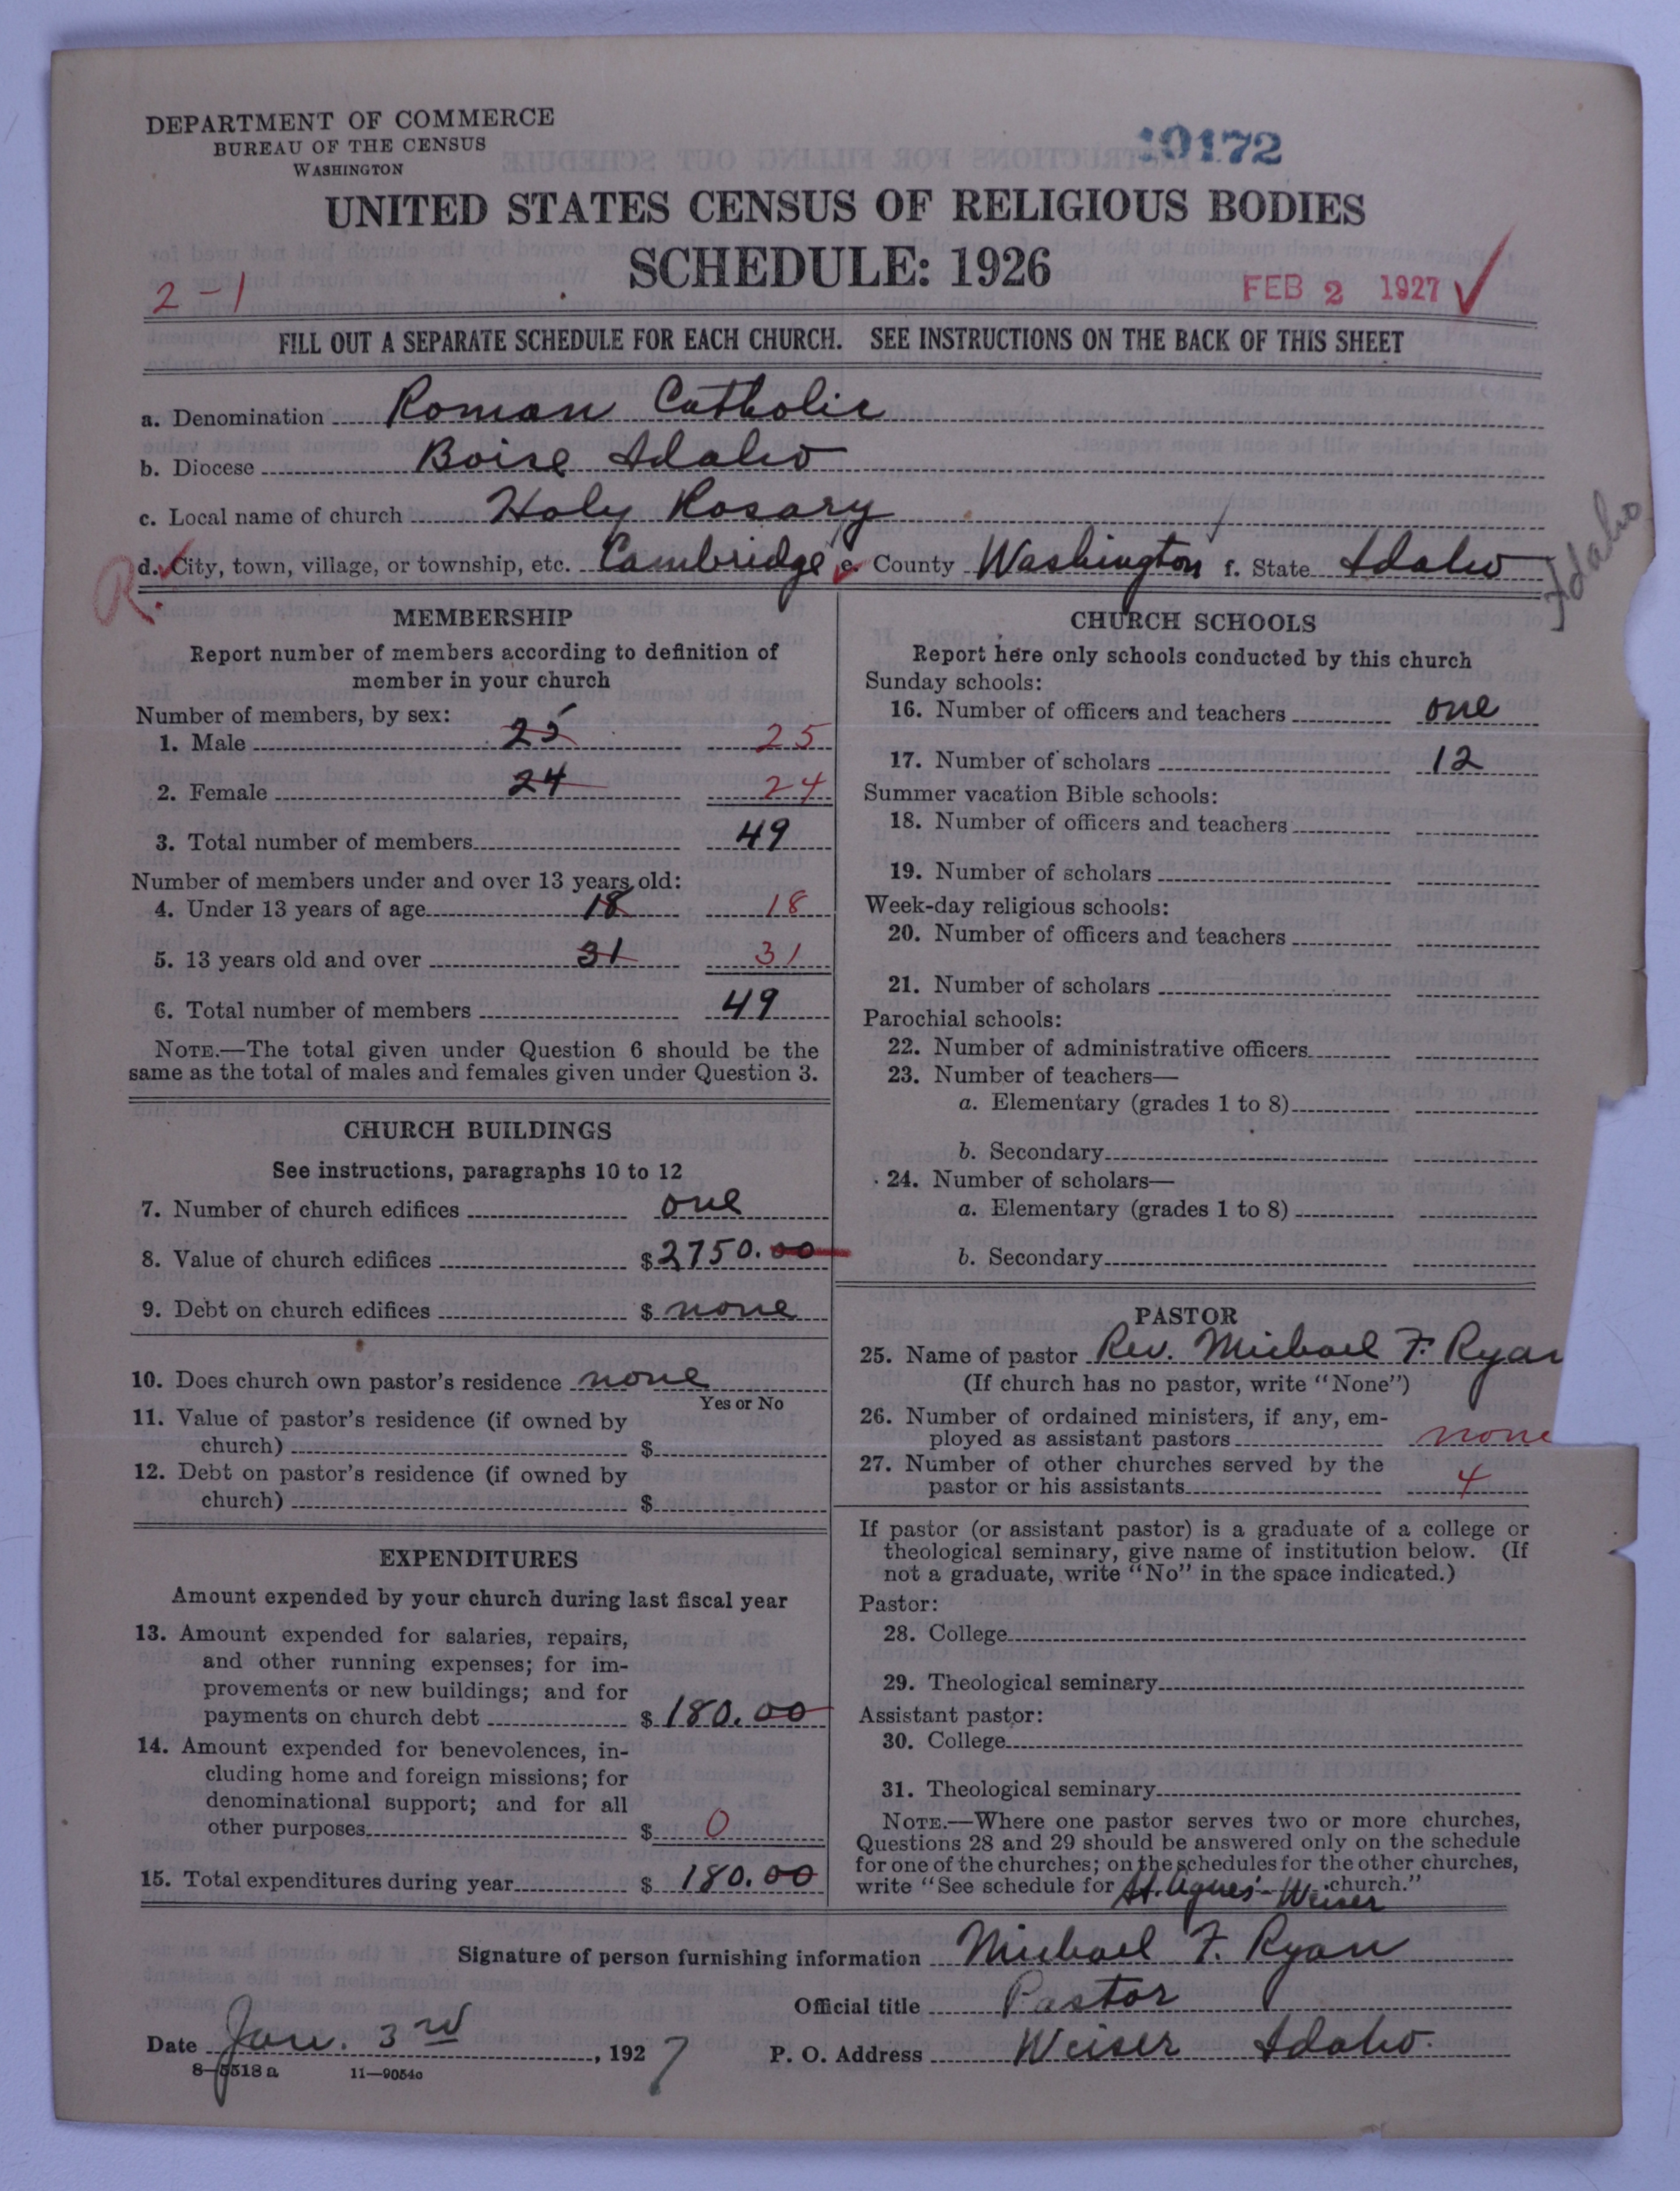 DEPARTMENT OF COMMERCE
BUREAU OF THE CENSUS
WASHINGTON
10172
UNITED STATES CENSUS OF RELIGIOUS BODIES
SCHEDULE: 1926
2-1
FEB 2 1927
FILL OUT A SEPARATE SCHEDULE FOR EACH CHURCH. SEE INSTRUCTIONS ON THE BACK OF THIS SHEET
a. Denomination Roman Catholic
b. Diocese Boise Idaho
c. Local name of church Holy Rosary
d. City, town, village, or township, etc. Cambridge e. County Washington f. State Idaho
Idaho
R.
MEMBERSHIP
Report number of members according to definition of
member in your church
Number of members, by sex:
1. Male 25 25
2. Female 24 24
3. Total number of members 49
Number of members under and over 13 years old:
4. Under 13 years of age 18 18
5. 13 years old and over 31 31
6. Total number of members 49
NOTE.—The total given under Question 6 should be the
same as the total of males and females given under Question 3.
CHURCH BUILDINGS
See instructions, paragraphs 10 to 12
7. Number of church edifices one
8. Value of church edifices $ 2750.00
9. Debt on church edifices $ none
10. Does church own pastor's residence none
Yes or No
11. Value of pastor's residence (if owned by
church) $
12. Debt on pastor's residence (if owned by
church) $
EXPENDITURES
Amount expended by your church during last fiscal year
13. Amount expended for salaries, repairs,
and other running expenses; for im-
provements or new buildings; and for
payments on church debt $ 180.00
14. Amount expended for benevolences, in-
cluding home and foreign missions; for
denominational support; and for all
other purposes $ 0
15. Total expenditures during year $ 180.00
CHURCH SCHOOLS
Report here only schools conducted by this church
Sunday schools:
16. Number of officers and teachers one
17. Number of scholars 12
Summer vacation Bible schools:
18. Number of officers and teachers
19. Number of scholars
Week-day religious schools:
20. Number of officers and teachers
21. Number of scholars
Parochial schools:
22. Number of administrative officers
23. Number of teachers—
a. Elementary (grades 1 to 8)
b. Secondary
24. Number of scholars—
a. Elementary (grades 1 to 8)
b. Secondary
PASTOR
25. Name of pastor Rev. Michael F. Ryan
(If church has no pastor, write "None")
26. Number of ordained ministers, if any, em-
ployed as assistant pastors none
27. Number of other churches served by the
pastor or his assistants 4
If pastor (or assistant pastor) is a graduate of a college or
theological seminary, give name of institution below. (If
not a graduate, write "No" in the space indicated.)
Pastor:
28. College
29. Theological seminary
Assistant pastor:
30. College
31. Theological seminary
NOTE.—Where one pastor serves two or more churches,
Questions 28 and 29 should be answered only on the schedule
for one of the churches; on the schedules for the other churches,
write "See schedule for St. Agnes' - Weiser church."
Signature of person furnishing information Michael F. Ryan
Official title Pastor
Date Jan. 3rd, 1927 P. O. Address Weiser Idaho.
8—5518 a 11—9054o